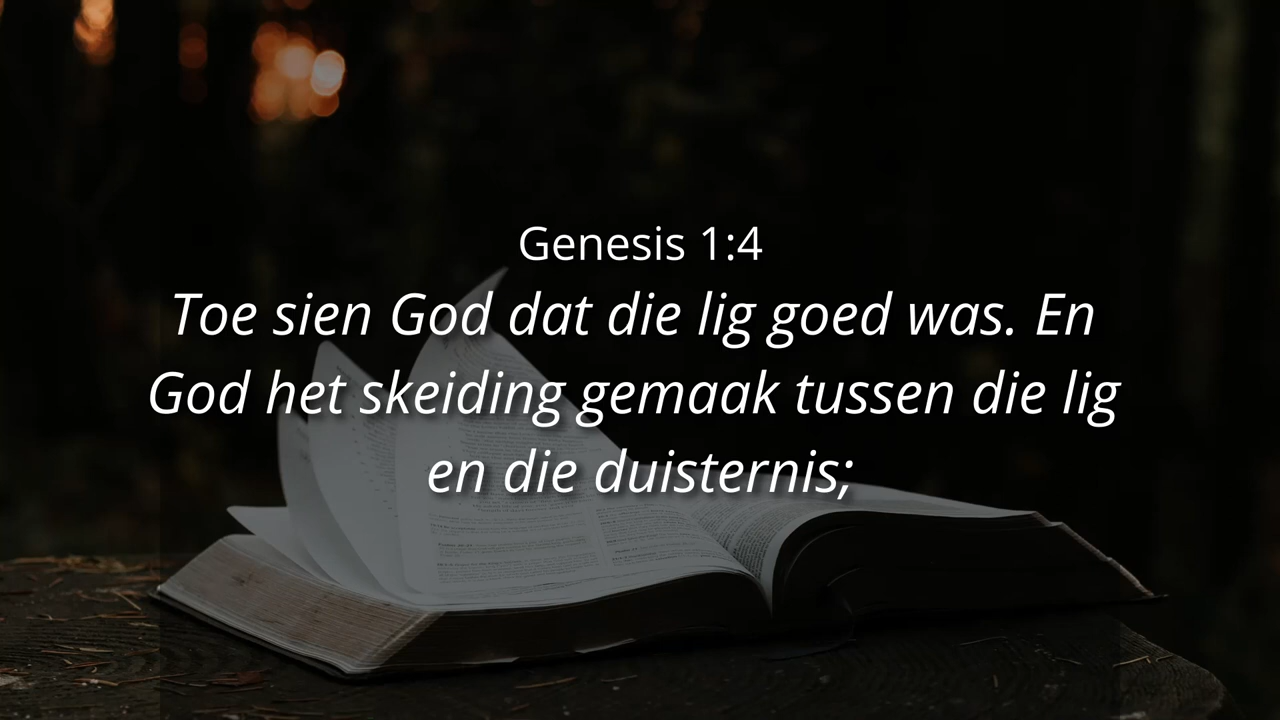 Genesis 1:4
Toe sien God dat die lig goed was. En
God het skeiding gemaak tussen die lig
en die duisternis;